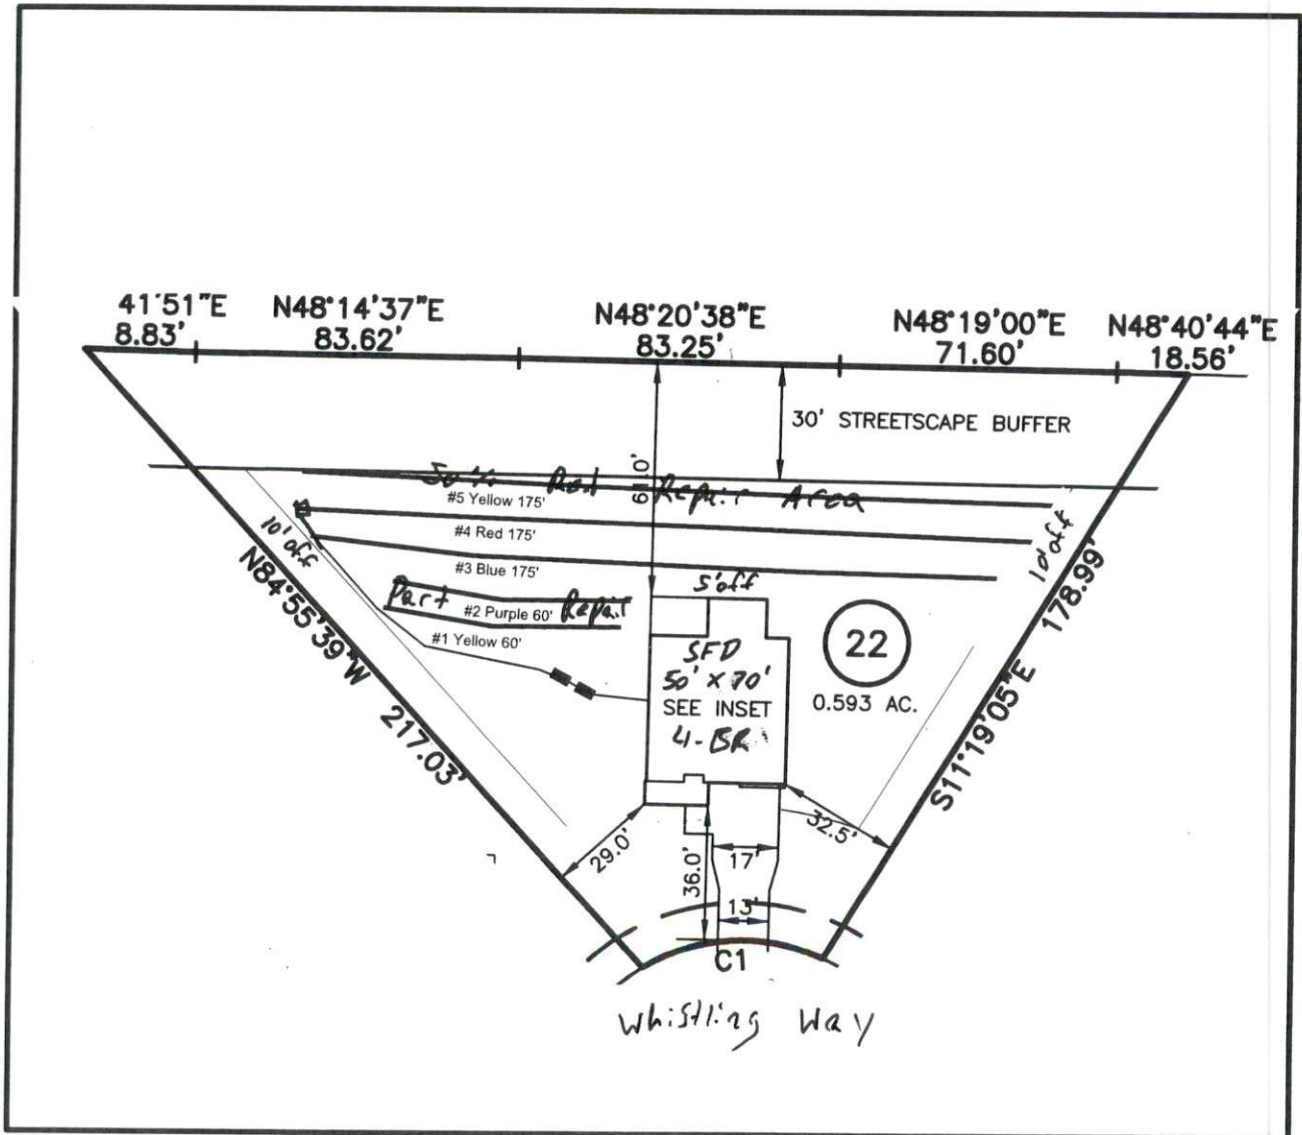 41'51"E N48°14'37"E N48°20'38"E N48°19'00"E N48°40'44"E
8.83' 83.62' 83.25' 71.60' 18.56'
30' STREETSCAPE BUFFER
61.0'
Repair Area
#5 Yellow 175'
#4 Red 175'
#3 Blue 175'
10' off
10' off
5' off
Part Repair
#2 Purple 60'
#1 Yellow 60'
N84°55'39"W
217.03'
S11°19'05"E 178.99'
22
0.593 AC.
SFD
50' X 70'
SEE INSET
4-BR
29.0'
36.0'
17'
32.5'
13'
C1
Whistling Way